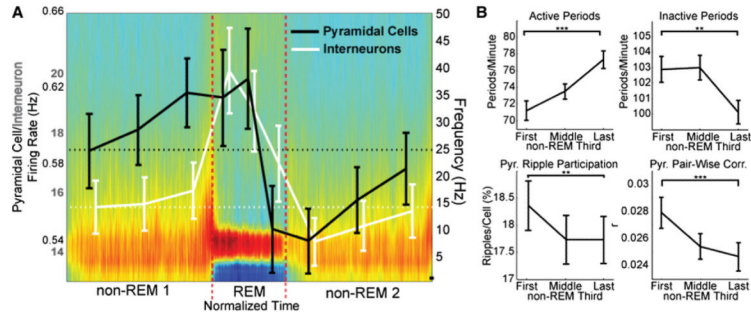 A
0.66
0.62
0.58
0.54
20
18
16
14
Pyramidal Cell/Interneuron
Firing Rate (Hz)
Pyramidal Cells
Interneurons
50
45
40
35
30
25
20
15
10
5
Frequency (Hz)
non-REM 1
REM
non-REM 2
Normalized Time
B
Active Periods
***
Periods/Minute
80
78
76
74
72
70
First
Middle
Last
non-REM Third
Inactive Periods
**
Periods/Minute
105
104
103
102
101
100
First
Middle
Last
non-REM Third
Pyr. Ripple Participation
**
Ripples/Cell (%)
18.5
18
17.5
17
First
Middle
Last
non-REM Third
Pyr. Pair-Wise Corr.
***
r
0.03
0.028
0.026
0.024
First
Middle
Last
non-REM Third